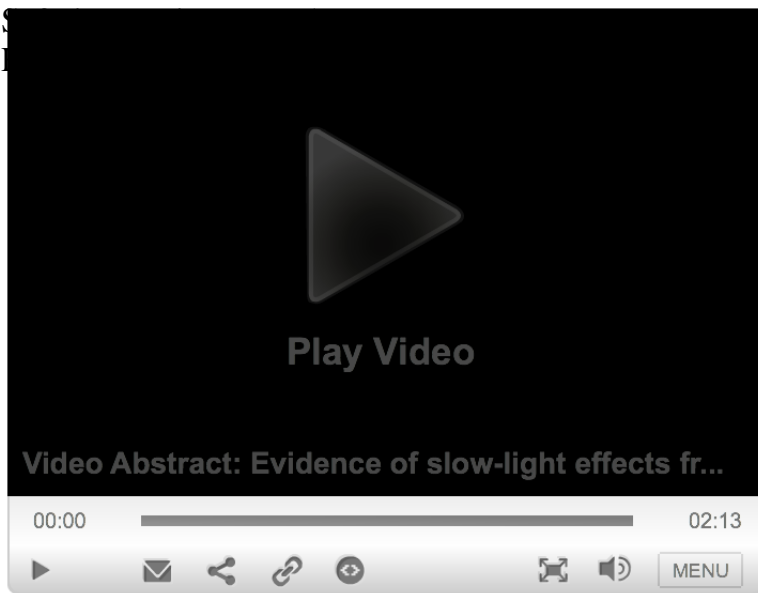 Play Video
Video Abstract: Evidence of slow-light effects fr...
00:00
02:13
MENU